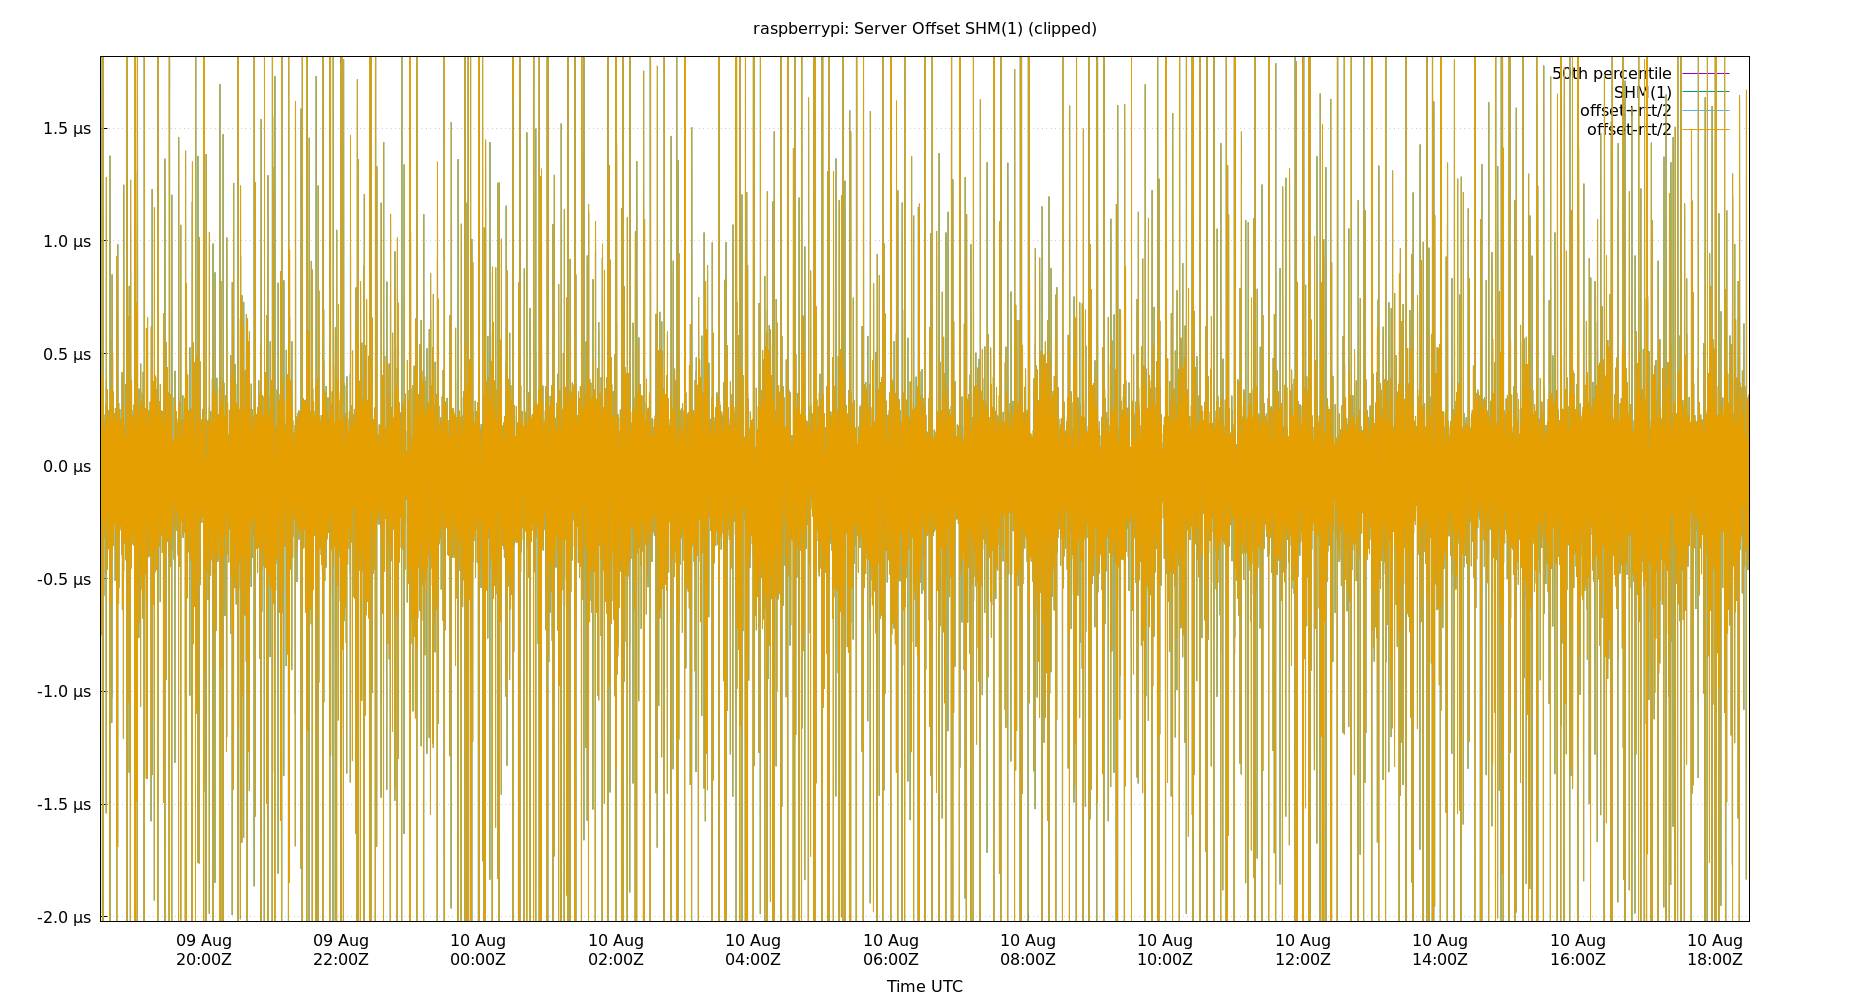 raspberrypi: Server Offset SHM(1) (clipped)
50th percentile
SHM(1)
offset+rtt/2
offset-rtt/2
1.5 µs
1.0 µs
0.5 µs
0.0 µs
-0.5 µs
-1.0 µs
-1.5 µs
-2.0 µs
09 Aug 09 Aug 10 Aug 10 Aug 10 Aug 10 Aug 10 Aug 10 Aug 10 Aug 10 Aug 10 Aug 10 Aug
20:00Z 22:00Z 00:00Z 02:00Z 04:00Z 06:00Z 08:00Z 10:00Z 12:00Z 14:00Z 16:00Z 18:00Z
Time UTC